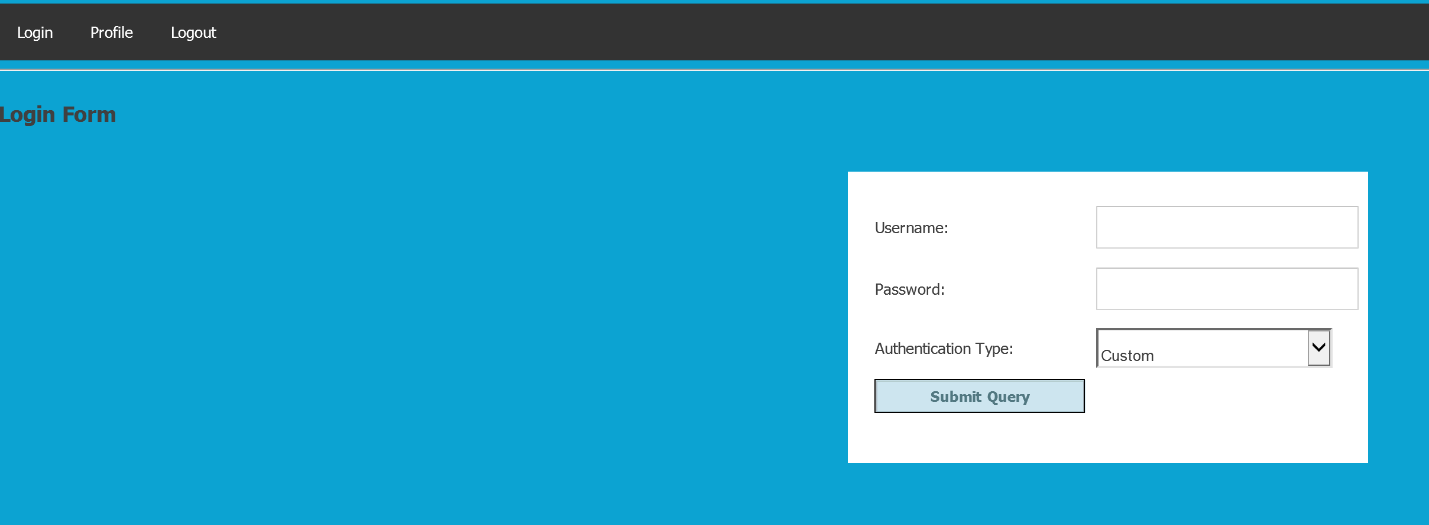 Login Profile Logout
Login Form
Username:
Password:
Authentication Type: Custom
Submit Query